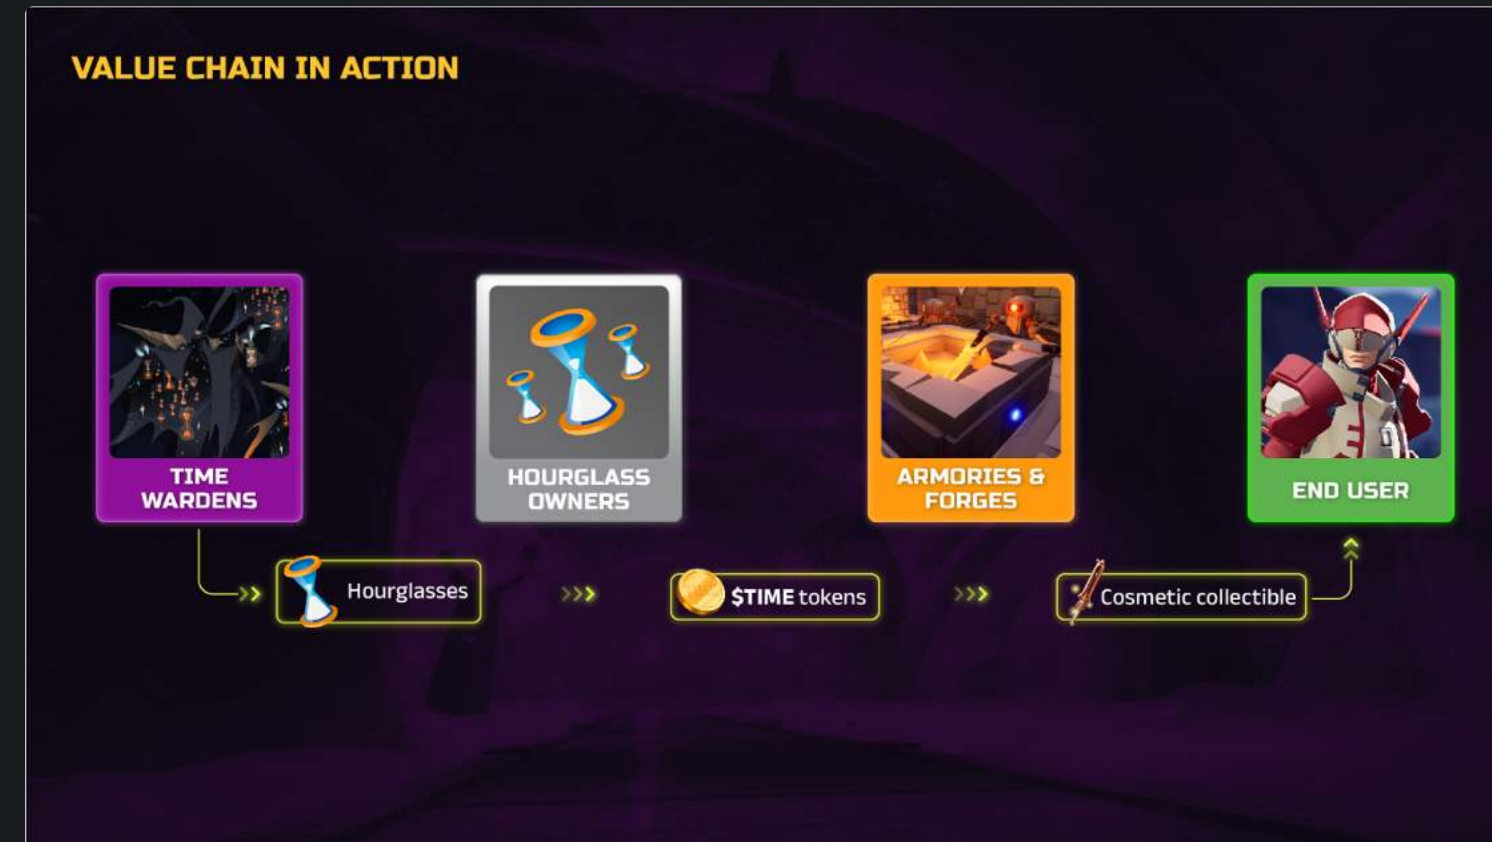 VALUE CHAIN IN ACTION
TIME
WARDENS
HOURGLASS
OWNERS
ARMORIES &
FORGES
END USER
Hourglasses
$TIME tokens
Cosmetic collectible